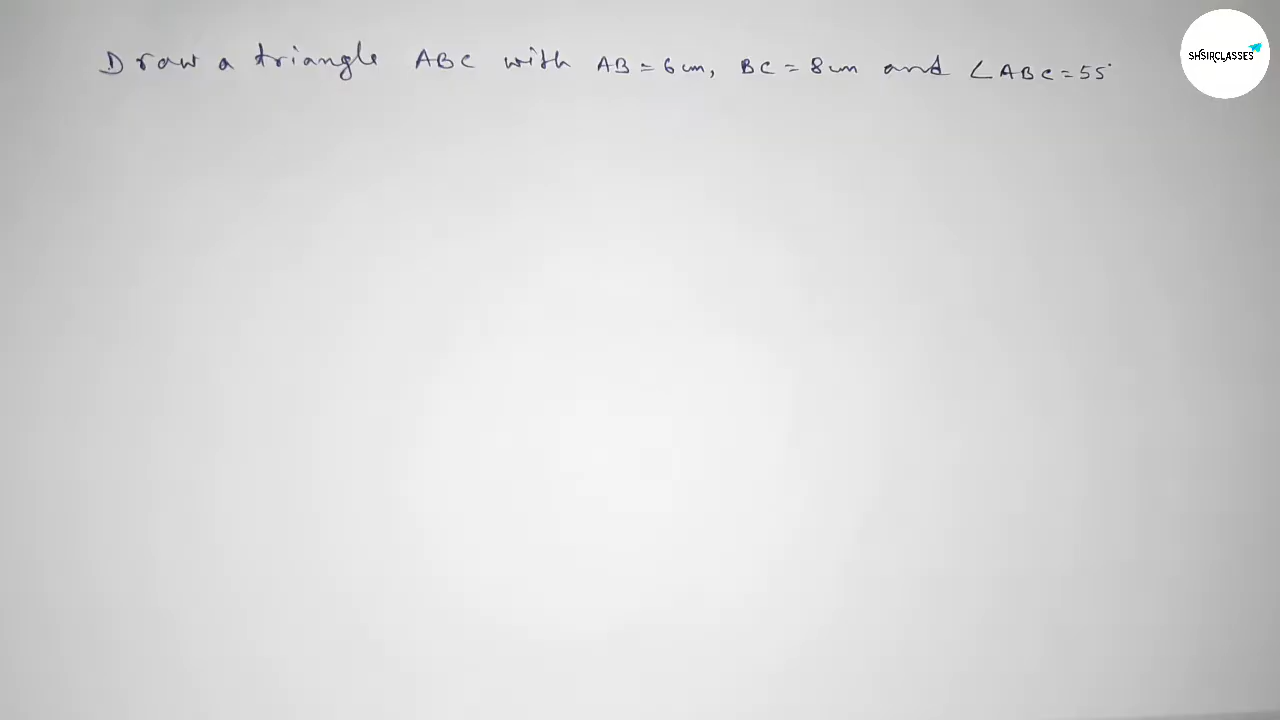 Draw a triangle ABC with AB = 6cm, BC = 8cm and ∠ABC = 55°
SHSIRCLASSES